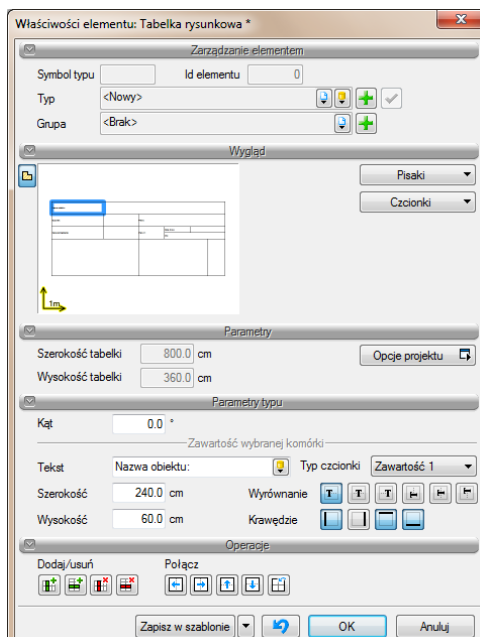 Właściwości elementu: Tabelka rysunkowa *
Zarządzanie elementem
Symbol typu Id elementu 0
Typ <Nowy>
Grupa <Brak>
Wygląd
Pisaki
Czcionki
1m
Parametry
Szerokość tabelki 800.0 cm Opcje projektu
Wysokość tabelki 360.0 cm
Parametry typu
Kąt 0.0 °
Zawartość wybranej komórki
Tekst Nazwa obiektu: Typ czcionki Zawartość 1
Szerokość 240.0 cm Wyrównanie T T T T T T
Wysokość 60.0 cm Krawędzie
Operacje
Dodaj/usuń Połącz
Zapisz w szablonie OK Anuluj